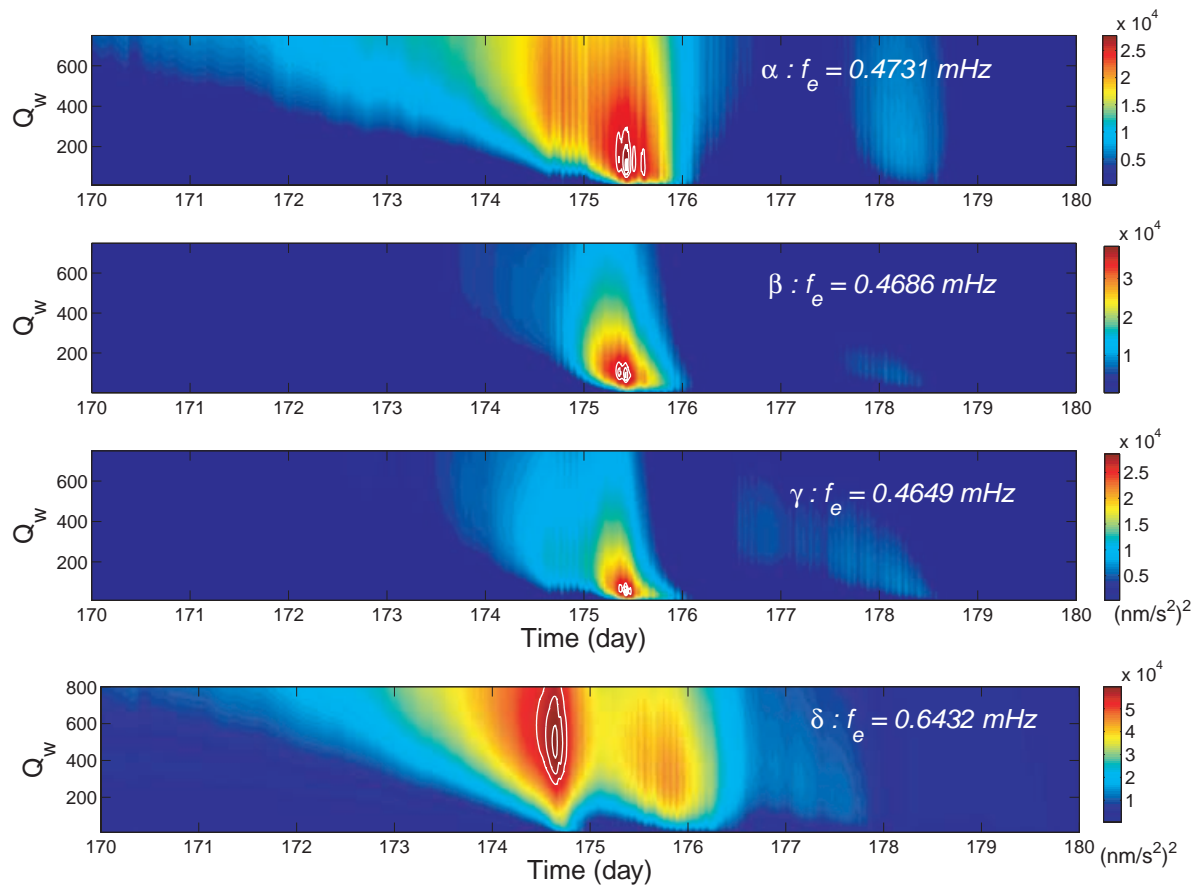 x 10^4
α : f_e = 0.4731 mHz
Q_w
600
400
200
2.5
2
1.5
1
0.5
170 171 172 173 174 175 176 177 178 179 180
x 10^4
β : f_e = 0.4686 mHz
Q_w
600
400
200
3
2
1
170 171 172 173 174 175 176 177 178 179 180
x 10^4
γ : f_e = 0.4649 mHz
Q_w
600
400
200
2.5
2
1.5
1
0.5
170 171 172 173 174 175 176 177 178 179 180
(nm/s²)²
Time (day)
x 10^4
δ : f_e = 0.6432 mHz
Q_w
800
600
400
200
5
4
3
2
1
170 171 172 173 174 175 176 177 178 179 180
(nm/s²)²
Time (day)